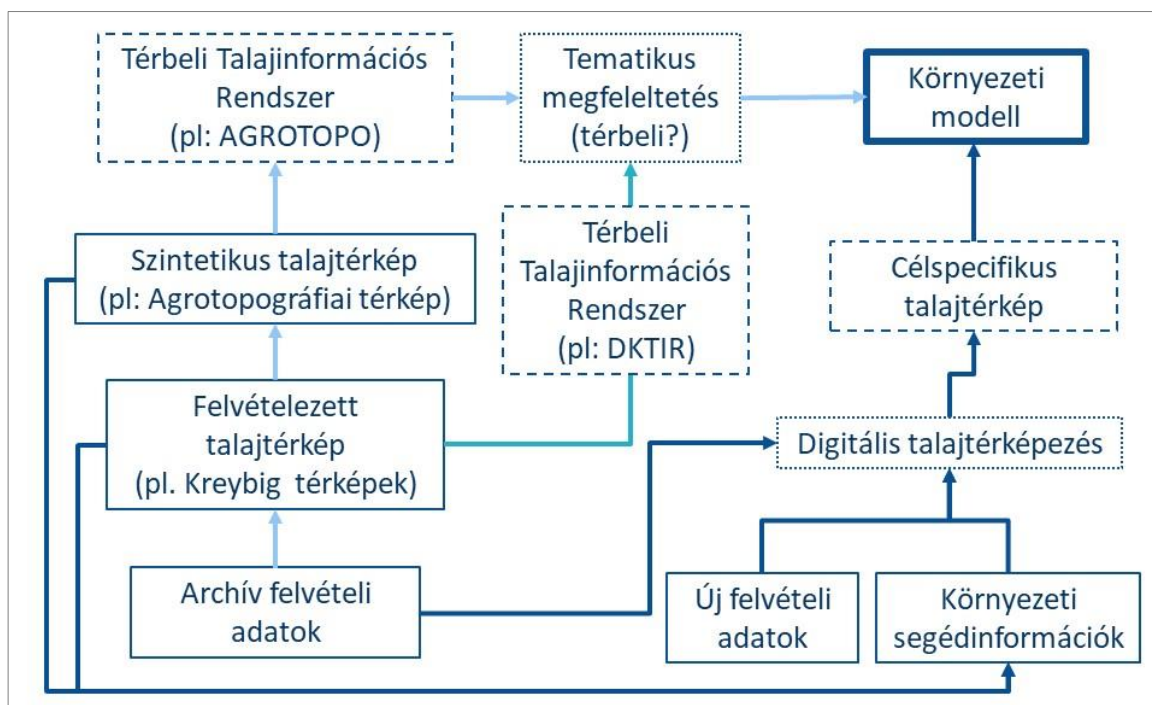 Térbeli Talajinformációs
Rendszer
(pl: AGROTOPO)
Tematikus
megfeleltetés
(térbeli?)
Környezeti
modell
Szintetikus talajtérkép
(pl: Agrotopográfiai térkép)
Térbeli
Talajinformációs
Rendszer
(pl: DKTIR)
Célspecifikus
talajtérkép
Felvételezett
talajtérkép
(pl. Kreybig térképek)
Digitális talajtérképezés
Archív felvételi
adatok
Új felvételi
adatok
Környezeti
segédinformációk